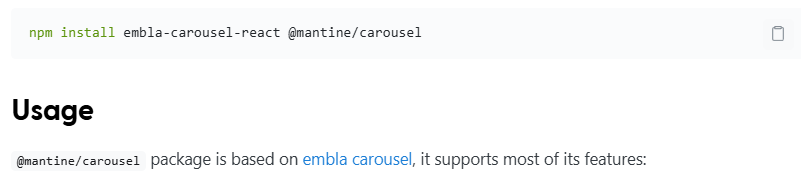 npm install embla-carousel-react @mantine/carousel
Usage
@mantine/carousel package is based on embla carousel, it supports most of its features: